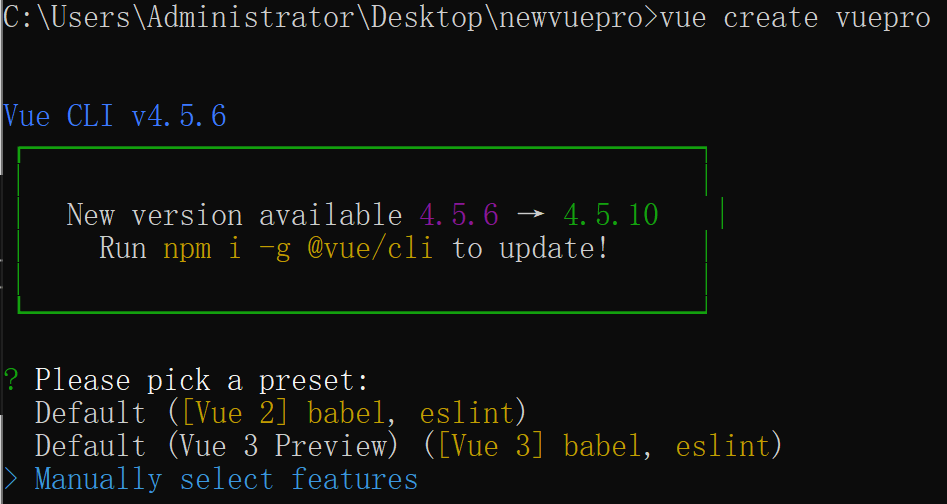 C:\Users\Administrator\Desktop\newvuepro>vue create vuepro
Vue CLI v4.5.6
New version available 4.5.6 → 4.5.10
Run npm i -g @vue/cli to update!
? Please pick a preset:
Default ([Vue 2] babel, eslint)
Default (Vue 3 Preview) ([Vue 3] babel, eslint)
> Manually select features